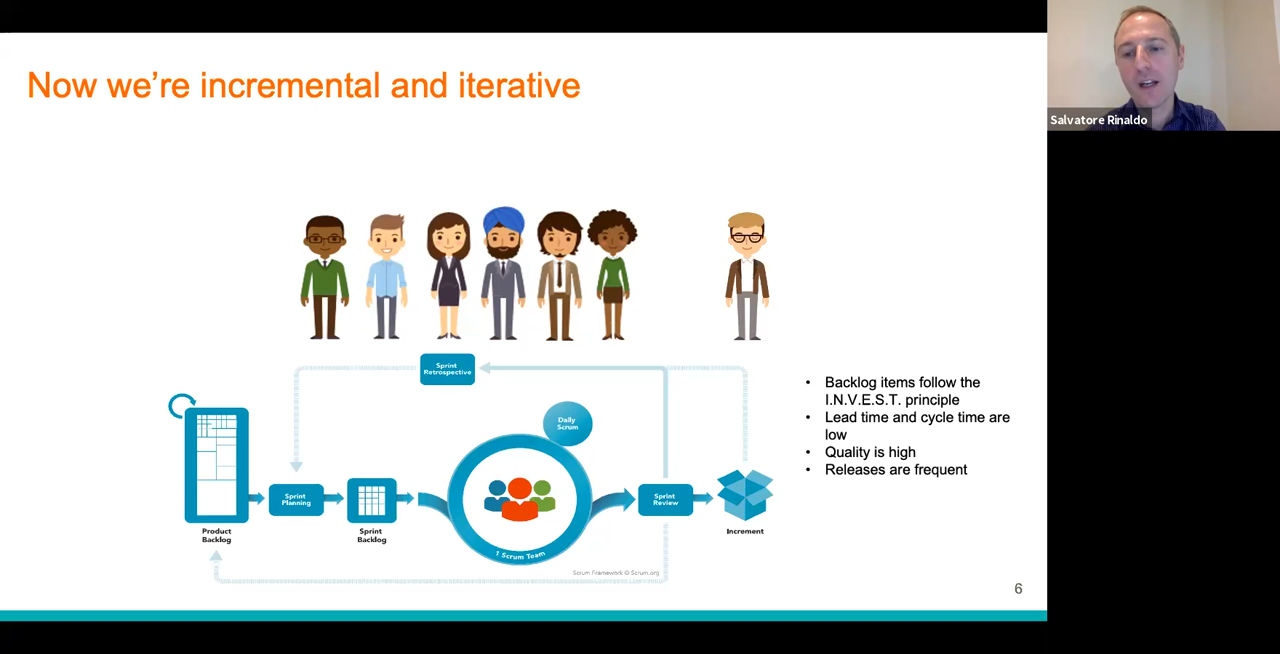 Now we're incremental and iterative
Salvatore Rinaldo
Sprint
Retrospective
Daily
Scrum
Sprint
Planning
Sprint
Review
Product
Backlog
Sprint
Backlog
1 Scrum Team
Increment
Scrum Framework © Scrum.org
• Backlog items follow the
I.N.V.E.S.T. principle
• Lead time and cycle time are
low
• Quality is high
• Releases are frequent
6